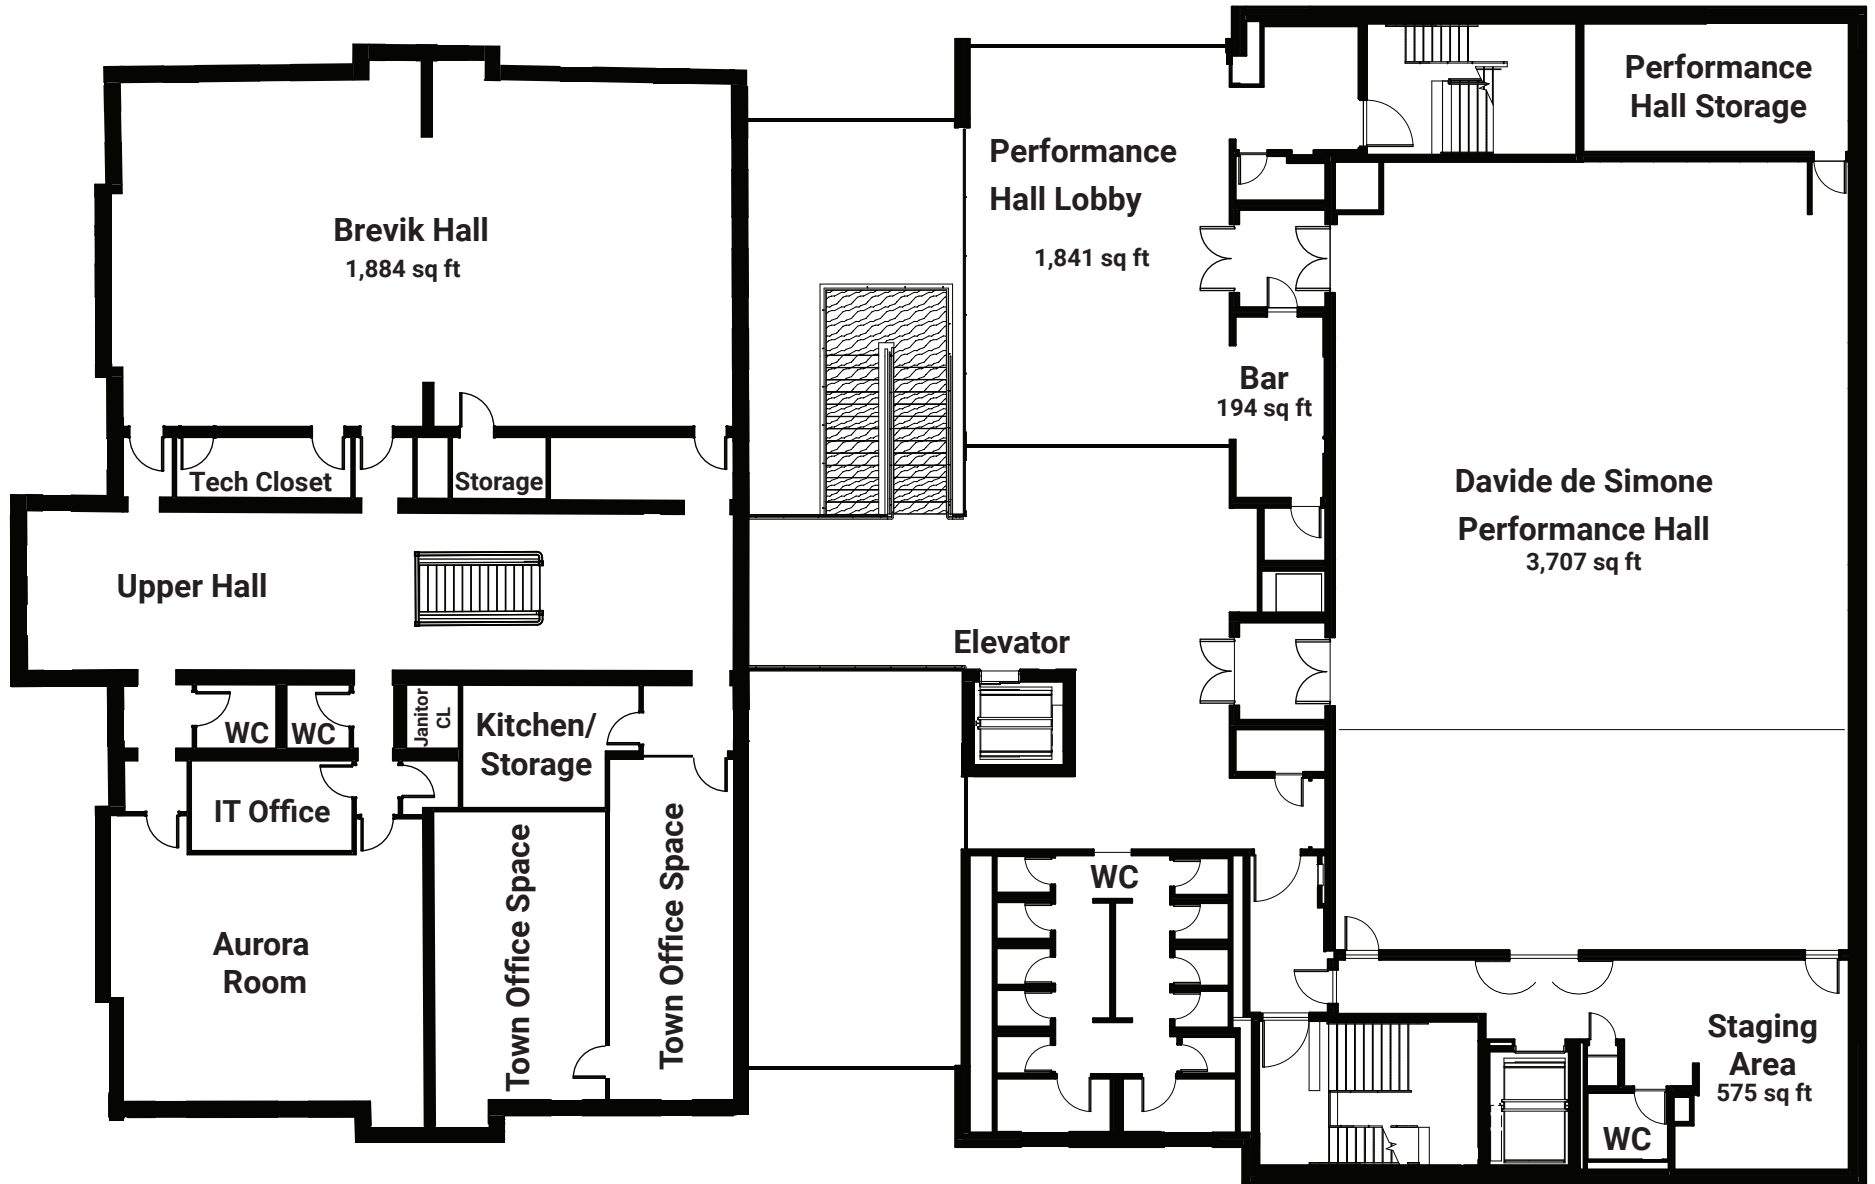 Performance
Hall Storage
Performance
Hall Lobby
1,841 sq ft
Brevik Hall
1,884 sq ft
Bar
194 sq ft
Tech Closet
Storage
Davide de Simone
Performance Hall
3,707 sq ft
Upper Hall
Elevator
Janitor
CL
WC
WC
Kitchen/
Storage
IT Office
WC
Aurora
Room
Town Office Space
Town Office Space
Staging
Area
575 sq ft
WC